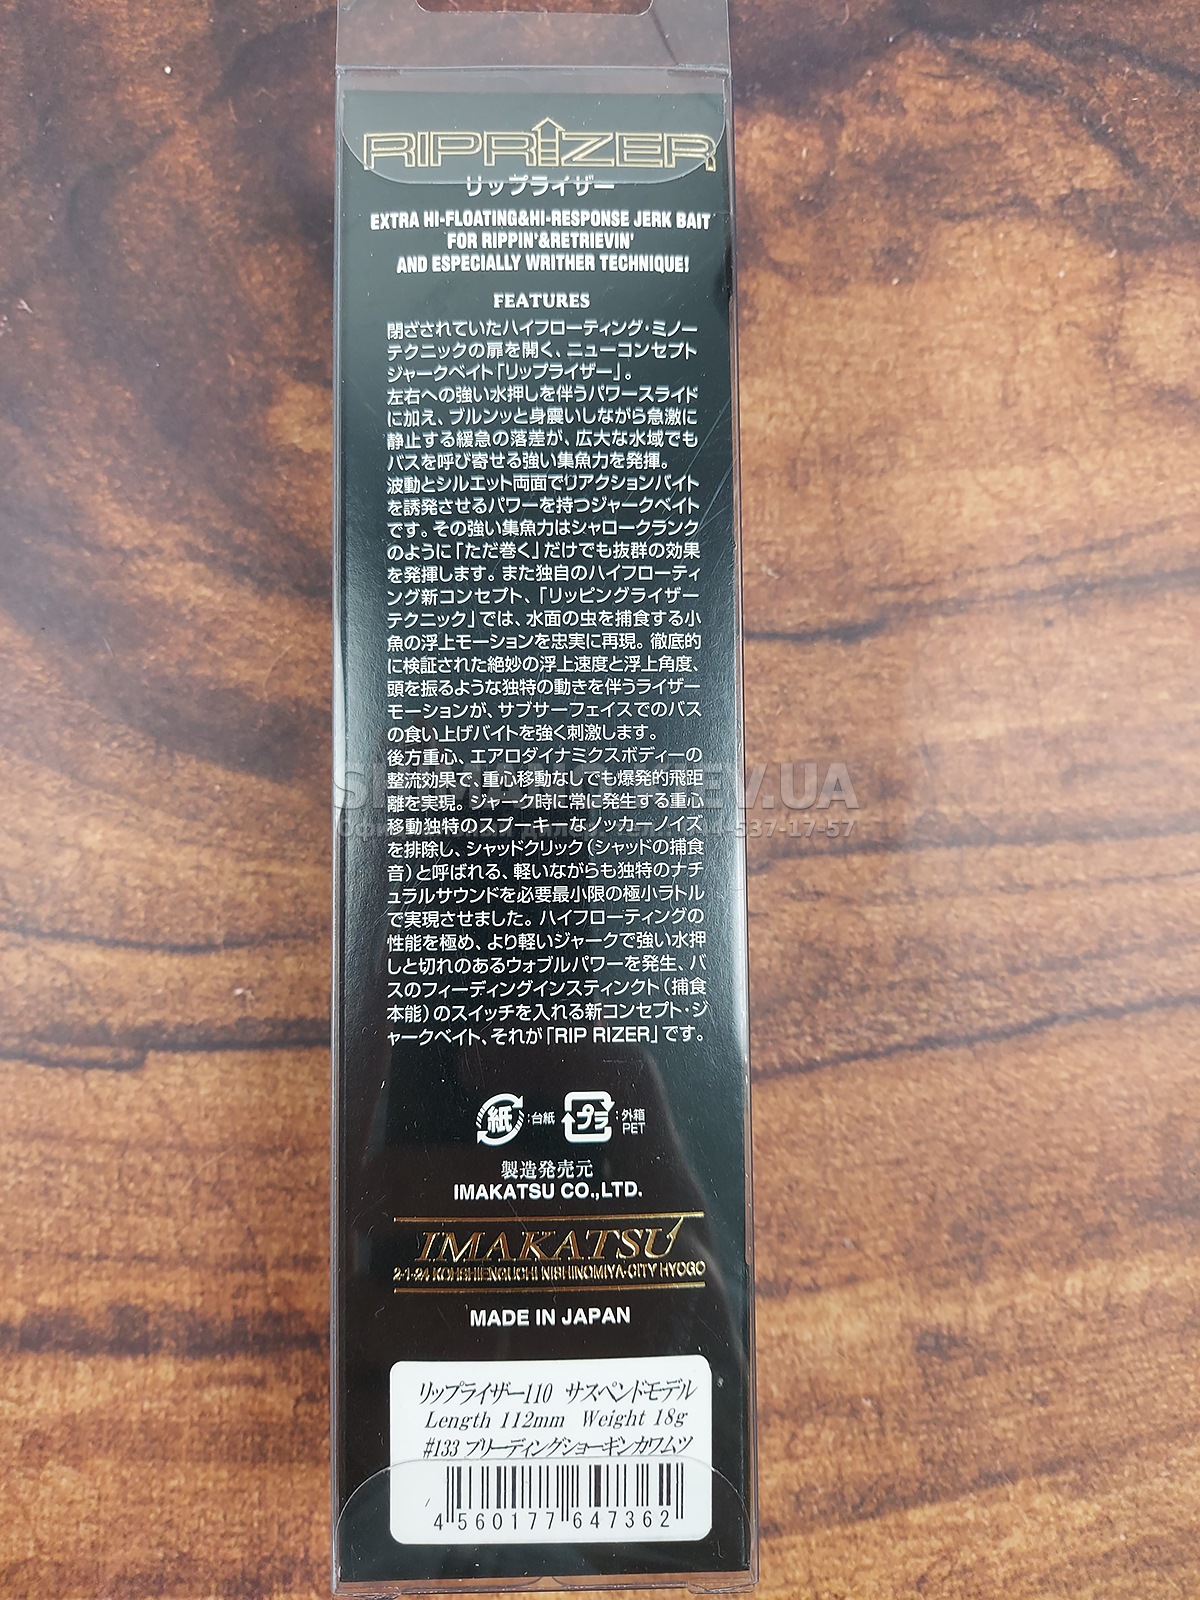 RIPRIZER
リップライザー
EXTRA HI-FLOATING&HI-RESPONSE JERK BAIT
FOR RIPPIN'&RETRIEVIN'
AND ESPECIALLY WRITHER TECHNIQUE!
FEATURES
閉ざされていたハイフローティング・ミノー
テクニックの扉を開く、ニューコンセプト
ジャークベイト「リップライザー」。
左右への強い水押しを伴うパワースライド
に加え、ブルンッと身震いしながら急激に
静止する緩急の落差が、広大な水域でも
バスを呼び寄せる強い集魚力を発揮。
波動とシルエット両面でリアクションバイト
を誘発させるパワーを持つジャークベイト
です。その強い集魚力はシャロークランク
のように「ただ巻く」だけでも抜群の効果
を発揮します。また独自のハイフローティ
ング新コンセプト、「リッピングライザー
テクニック」では、水面の虫を捕食する小
魚の浮上モーションを忠実に再現。徹底的
に検証された絶妙の浮上速度と浮上角度、
頭を振るような独特の動きを伴うライザー
モーションが、サブサーフェイスでのバス
の食い上げバイトを強く刺激します。
後方重心、エアロダイナミクスボディーの
整流効果で、重心移動なしでも爆発的飛距
離を実現。ジャーク時に常に発生する重心
移動独特のスプーキーなノッカーノイズ
を排除し、シャッドクリック(シャッドの捕食
音)と呼ばれる、軽いながらも独特のナチ
ュラルサウンドを必要最小限の極小ラトル
で実現させました。ハイフローティングの
性能を極め、より軽いジャークで強い水押
しと切れのあるウォブルパワーを発生、バ
スのフィーディングインスティンクト(捕食
本能)のスイッチを入れる新コンセプト・ジ
ャークベイト、それが「RIP RIZER」です。
紙 :台紙 プラ :外箱
PET
製造発売元
IMAKATSU CO.,LTD.
IMAKATSU
2-1-24 KOHSHIENGUCHI NISHINOMIYA-CITY HYOGO
MADE IN JAPAN
リップライザー110 サスペンドモデル
Length 112mm Weight 18g
#133 ブリーディングショーギンカワムツ
4 560177 647362